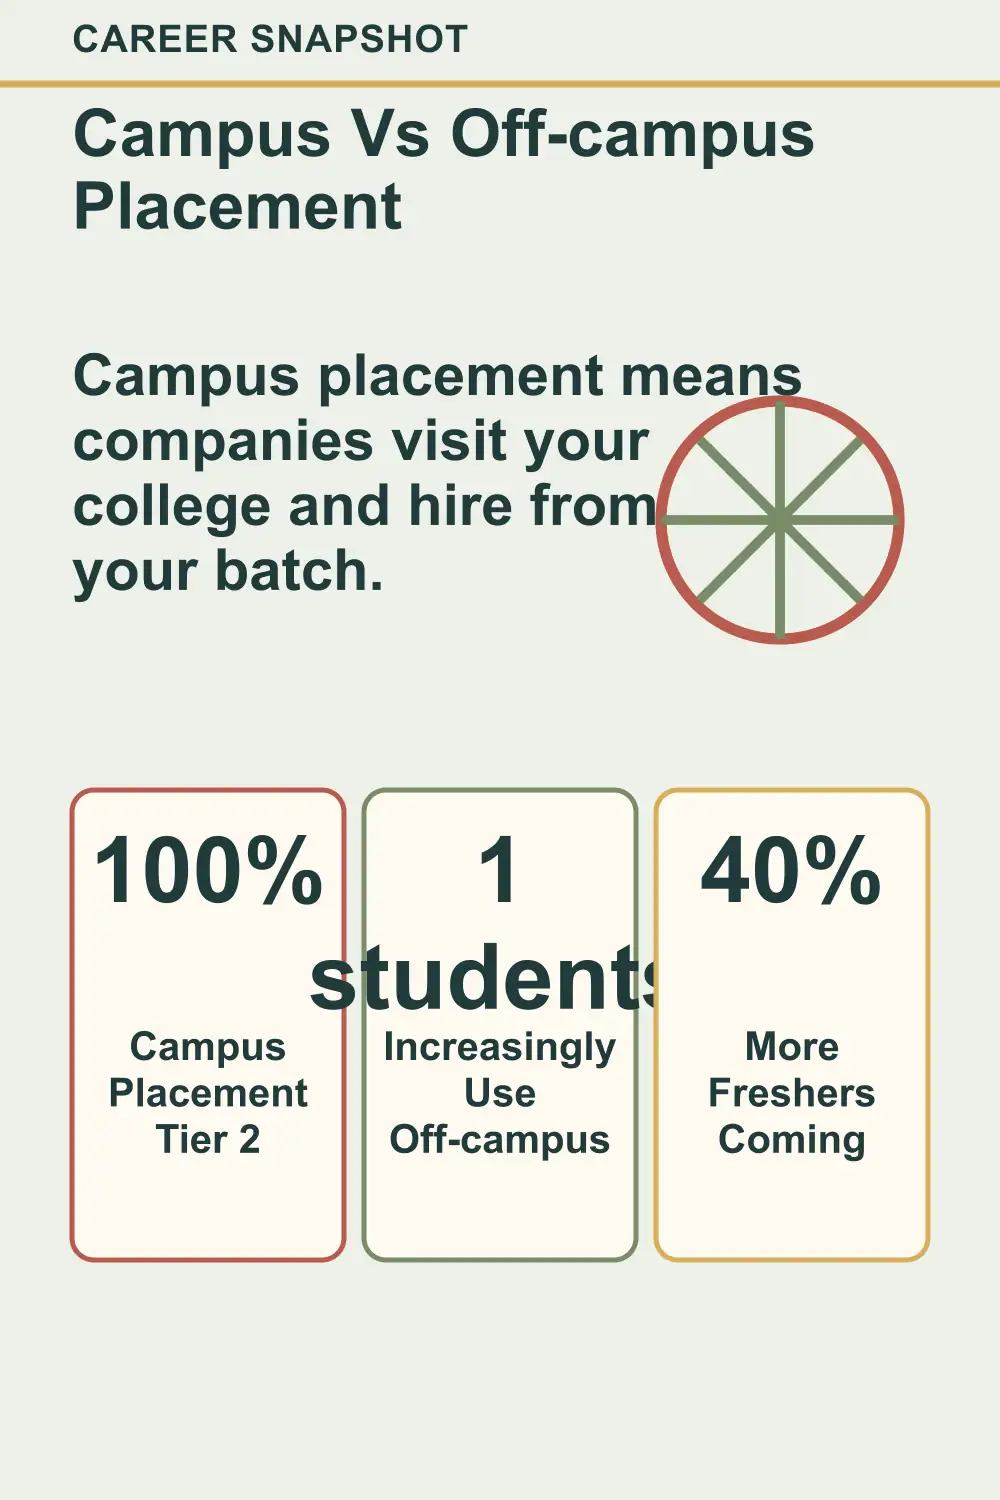 CAREER SNAPSHOT
Campus Vs Off-campus
Placement
Campus placement means
companies visit your
college and hire from
your batch.
100%
Campus
Placement
Tier 2
1
students
Increasingly
Use
Off-campus
40%
More
Freshers
Coming